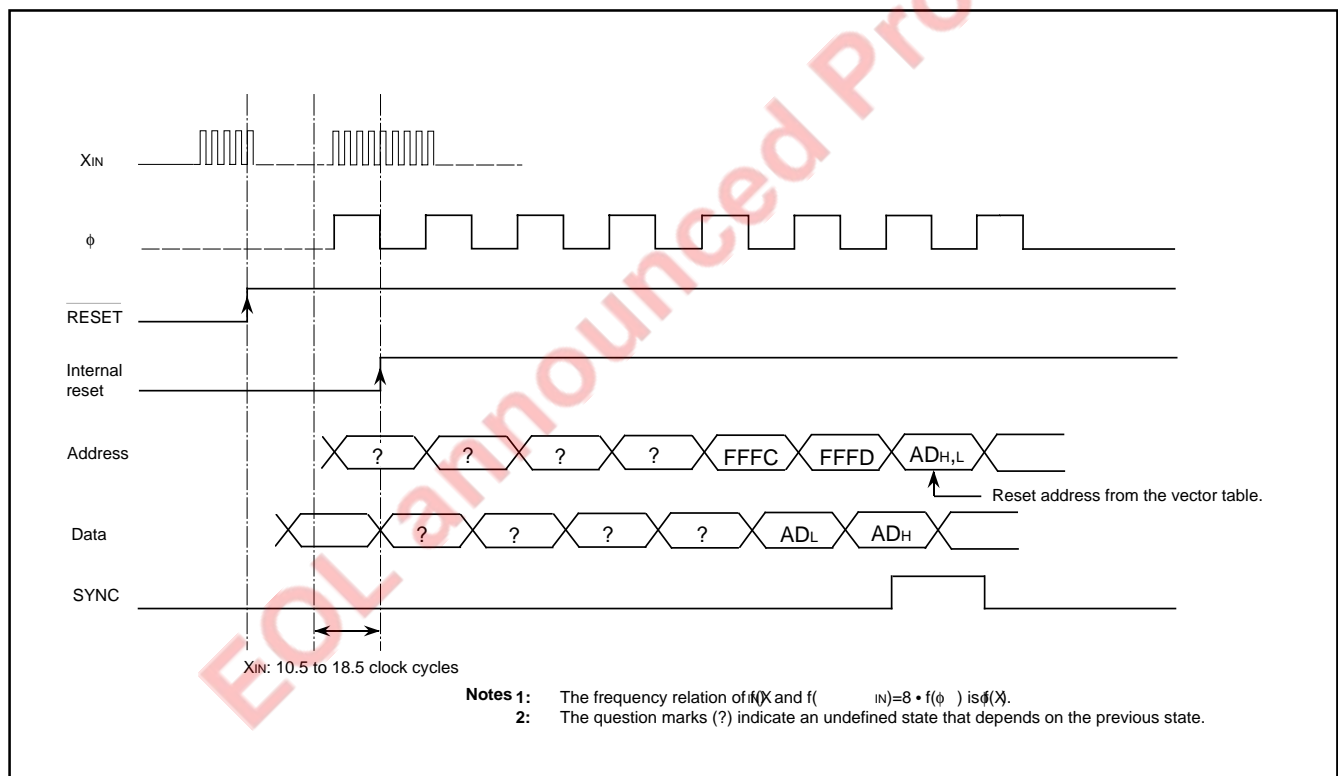 EOL announced Pro
XIN
ϕ
RESET
Internal
reset
Address
? ? ? ? FFFC FFFD ADH,L
Reset address from the vector table.
Data
? ? ? ? ADL ADH
SYNC
XIN: 10.5 to 18.5 clock cycles
Notes 1: The frequency relation of and f( IN)=8 • f(ϕ ) is
2: The question marks (?) indicate an undefined state that depends on the previous state.